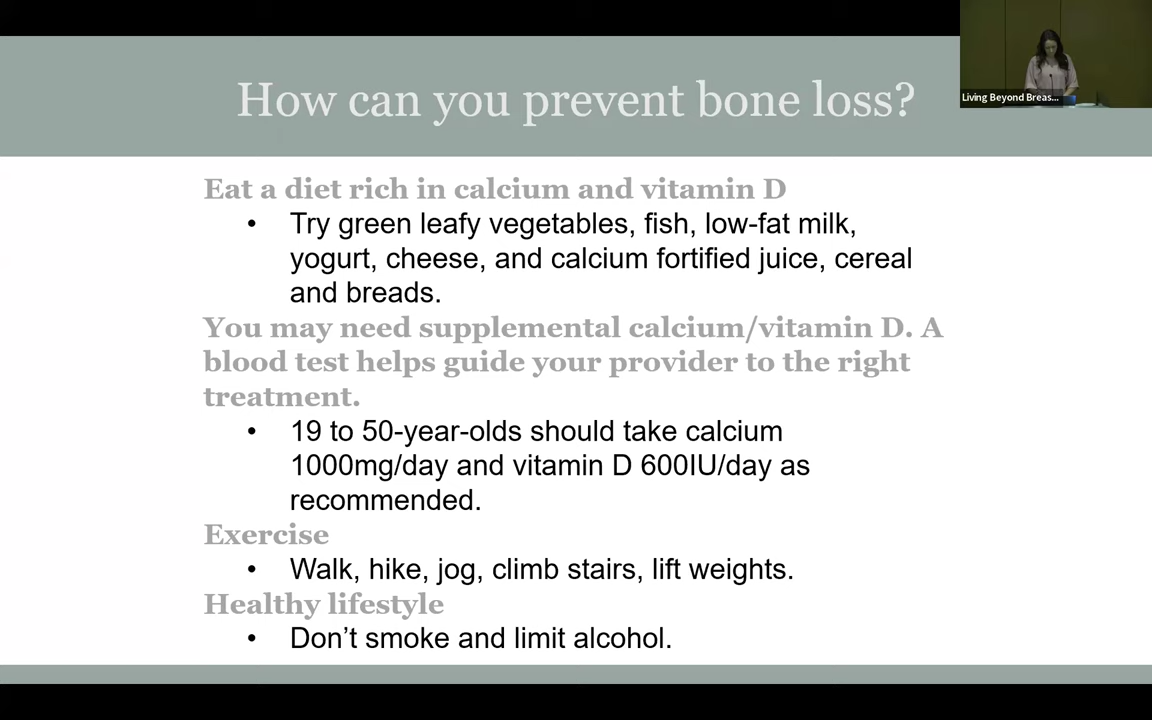 How can you prevent bone loss?
Living Beyond Breas...
Eat a diet rich in calcium and vitamin D
• Try green leafy vegetables, fish, low-fat milk,
yogurt, cheese, and calcium fortified juice, cereal
and breads.
You may need supplemental calcium/vitamin D. A
blood test helps guide your provider to the right
treatment.
• 19 to 50-year-olds should take calcium
1000mg/day and vitamin D 600IU/day as
recommended.
Exercise
• Walk, hike, jog, climb stairs, lift weights.
Healthy lifestyle
• Don’t smoke and limit alcohol.